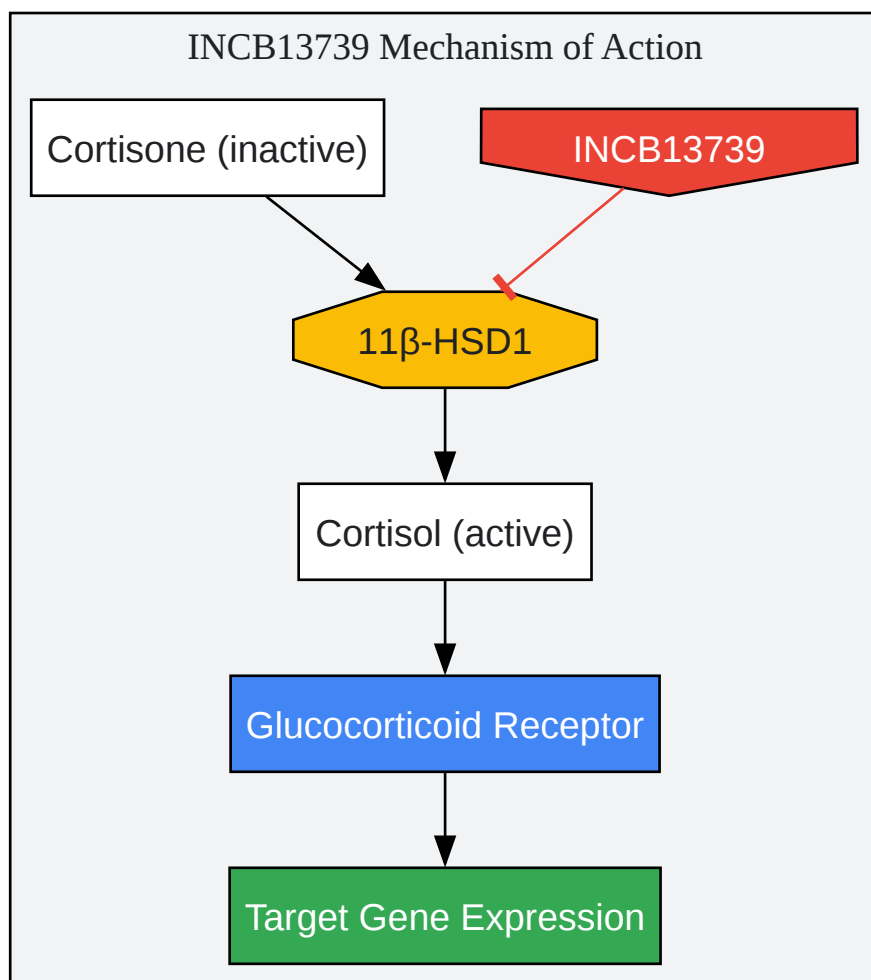 INCB13739 Mechanism of Action
Cortisone (inactive)
INCB13739
11β-HSD1
Cortisol (active)
Glucocorticoid Receptor
Target Gene Expression